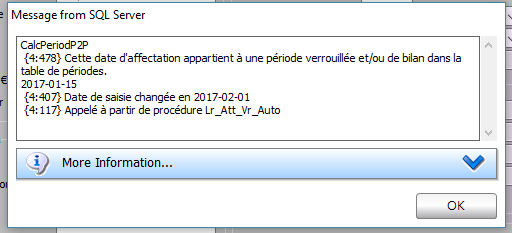 Message from SQL Server
CalcPeriodP2P
{4:478} Cette date d'affectation appartient à une période verrouillée et/ou de bilan dans la
table de périodes.
2017-01-15
{4:407} Date de saisie changée en 2017-02-01
{4:117} Appelé à partir de procédure Lr_Att_Vr_Auto
More Information...
OK